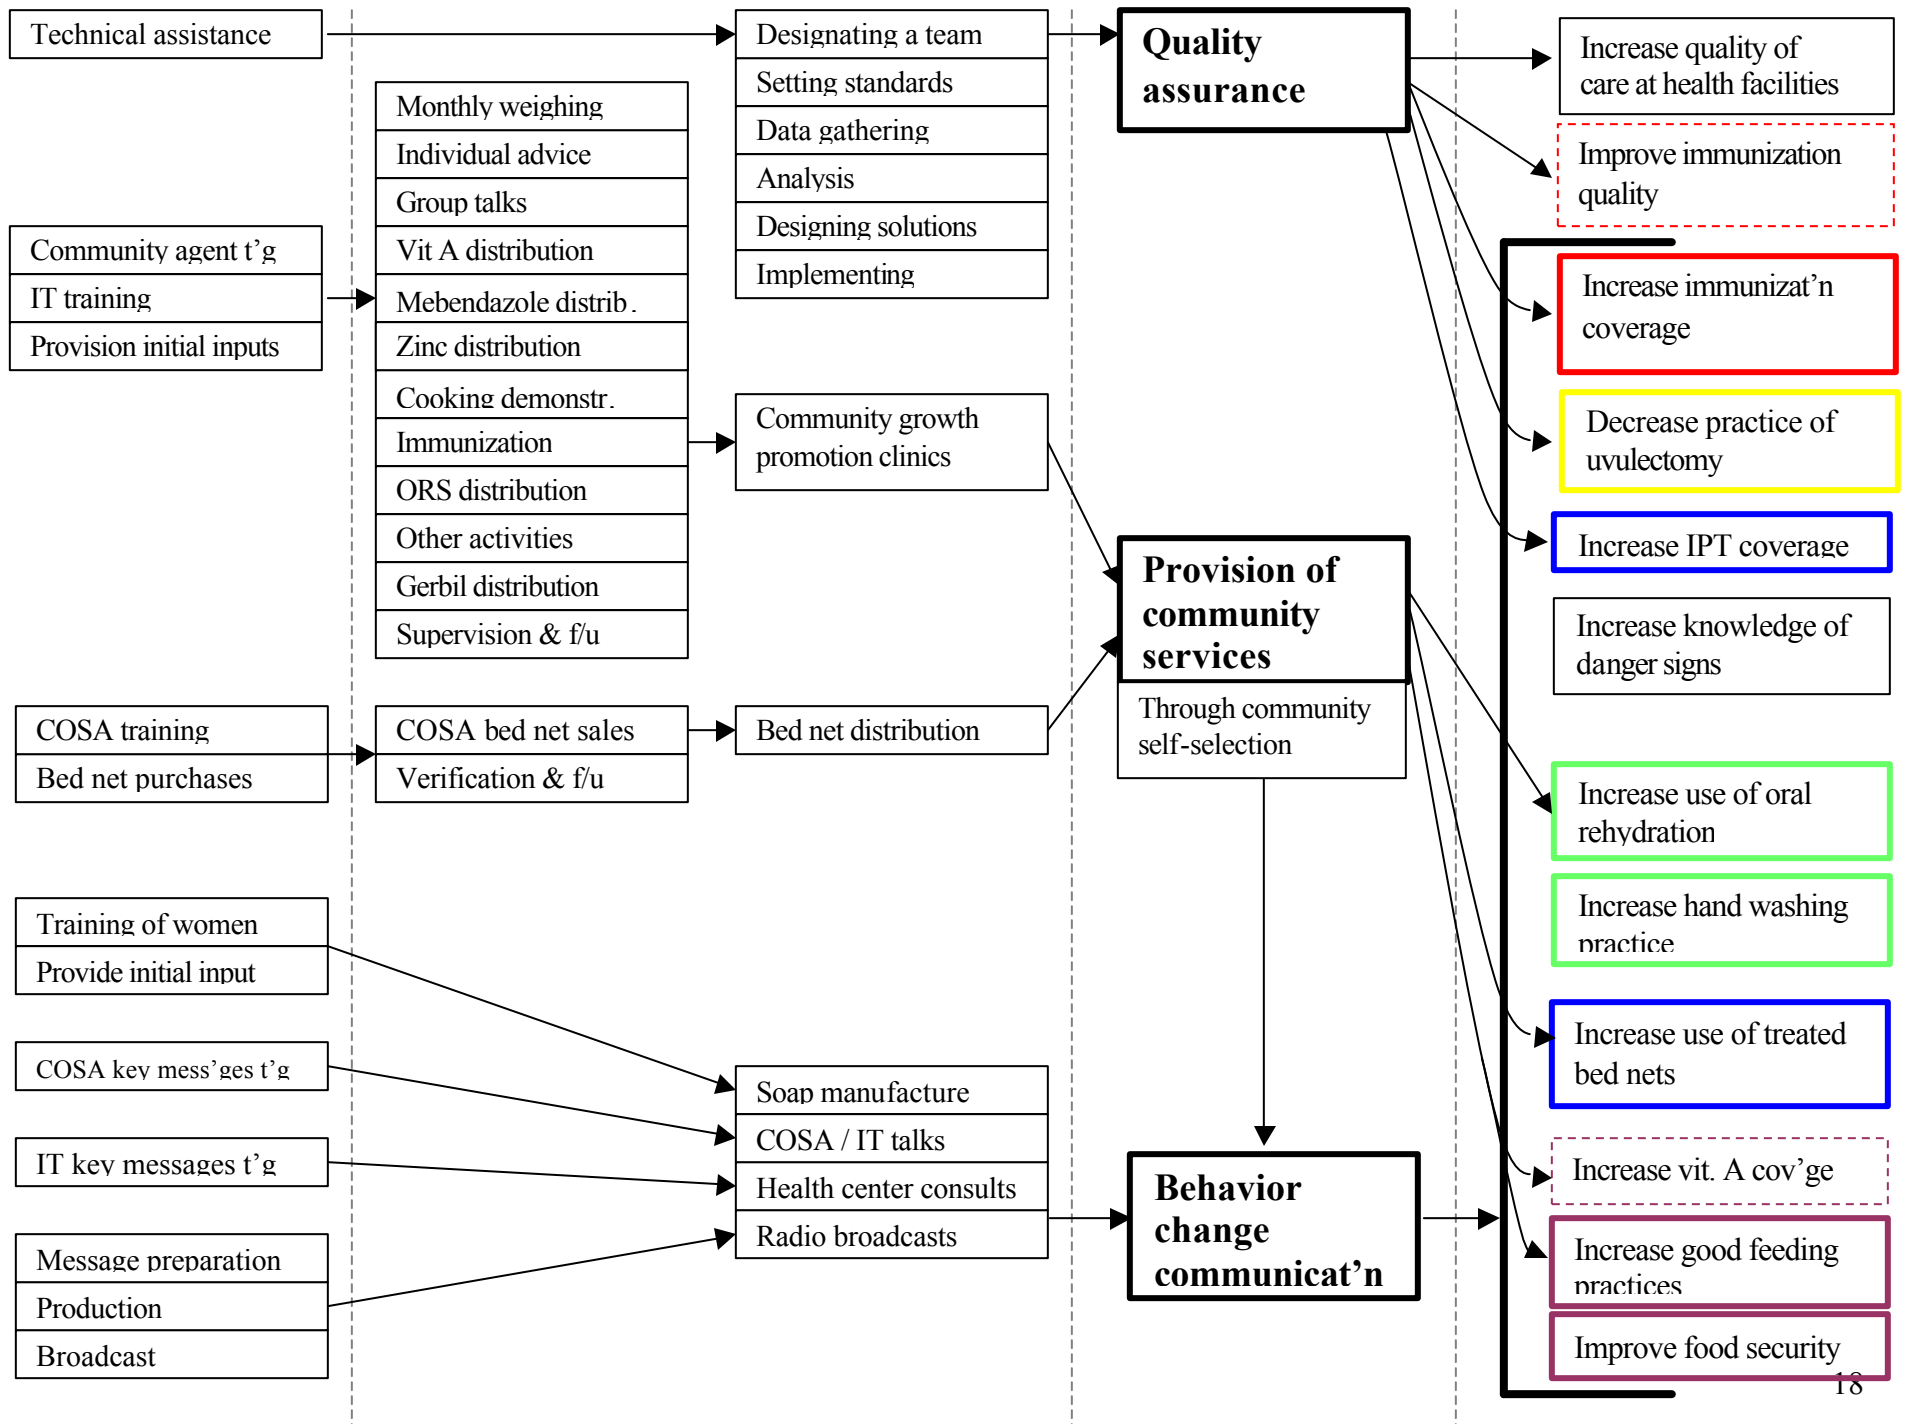 Technical assistance
Community agent t’g
IT training
Provision initial inputs
COSA training
Bed net purchases
Training of women
Provide initial input
COSA key mess’ges t’g
IT key messages t’g
Message preparation
Production
Broadcast
Monthly weighing
Individual advice
Group talks
Vit A distribution
Mebendazole distrib.
Zinc distribution
Cooking demonstr.
Immunization
ORS distribution
Other activities
Gerbil distribution
Supervision & f/u
COSA bed net sales
Verification & f/u
Designating a team
Setting standards
Data gathering
Analysis
Designing solutions
Implementing
Community growth
promotion clinics
Bed net distribution
Soap manufacture
COSA / IT talks
Health center consults
Radio broadcasts
Quality
assurance
Provision of
community
services
Through community
self-selection
Behavior
change
communicat’n
Increase quality of
care at health facilities
Improve immunization
quality
Increase immunizat’n
coverage
Decrease practice of
uvulectomy
Increase IPT coverage
Increase knowledge of
danger signs
Increase use of oral
rehydration
Increase hand washing
practice
Increase use of treated
bed nets
Increase vit. A cov’ge
Increase good feeding
practices
Improve food security
18